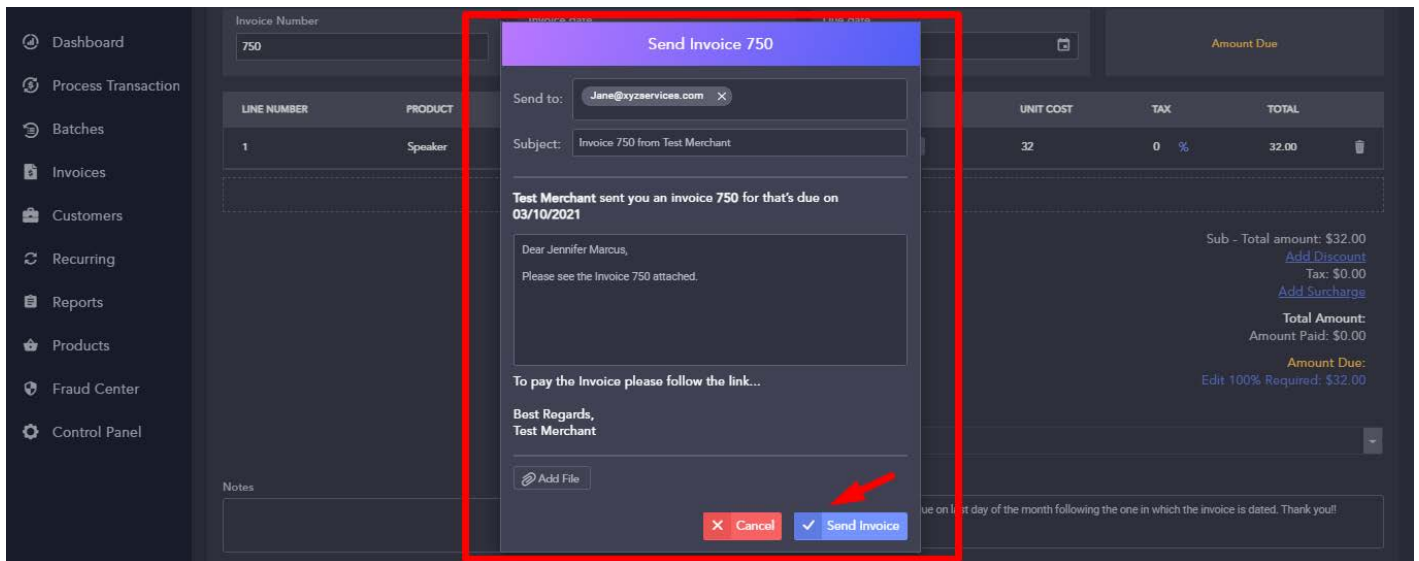 Invoice Number
Invoice date
Due date
750
Amount Due
Dashboard
Process Transaction
Batches
Invoices
Customers
Recurring
Reports
Products
Fraud Center
Control Panel
LINE NUMBER PRODUCT UNIT COST TAX TOTAL
1 Speaker 32 0 % 32.00
Sub - Total amount: $32.00
Add Discount
Tax: $0.00
Add Surcharge
Total Amount:
Amount Paid: $0.00
Amount Due:
Edit 100% Required: $32.00
Notes
ue on last day of the month following the one in which the invoice is dated. Thank you!!
Send Invoice 750
Send to: Jane@xyzservices.com X
Subject: Invoice 750 from Test Merchant
Test Merchant sent you an invoice 750 for that's due on
03/10/2021
Dear Jennifer Marcus,
Please see the Invoice 750 attached.
To pay the Invoice please follow the link...
Best Regards,
Test Merchant
Add File
Cancel
Send Invoice